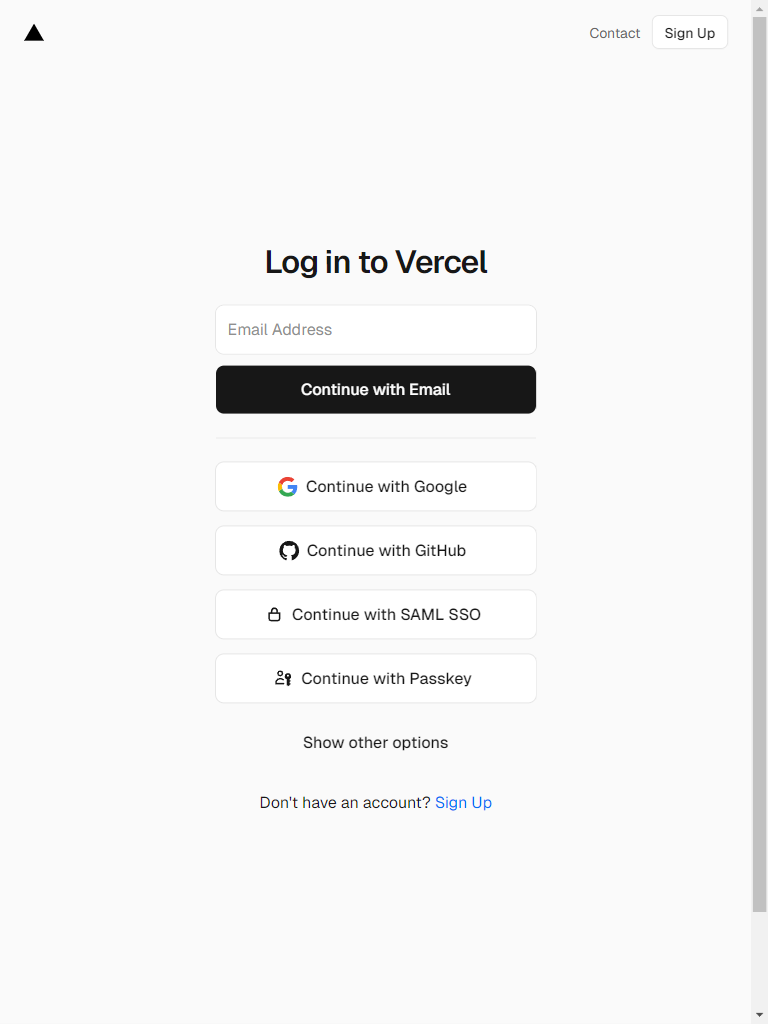 Contact
Sign Up
Log in to Vercel
Email Address
Continue with Email
Continue with Google
Continue with GitHub
Continue with SAML SSO
Continue with Passkey
Show other options
Don't have an account? Sign Up